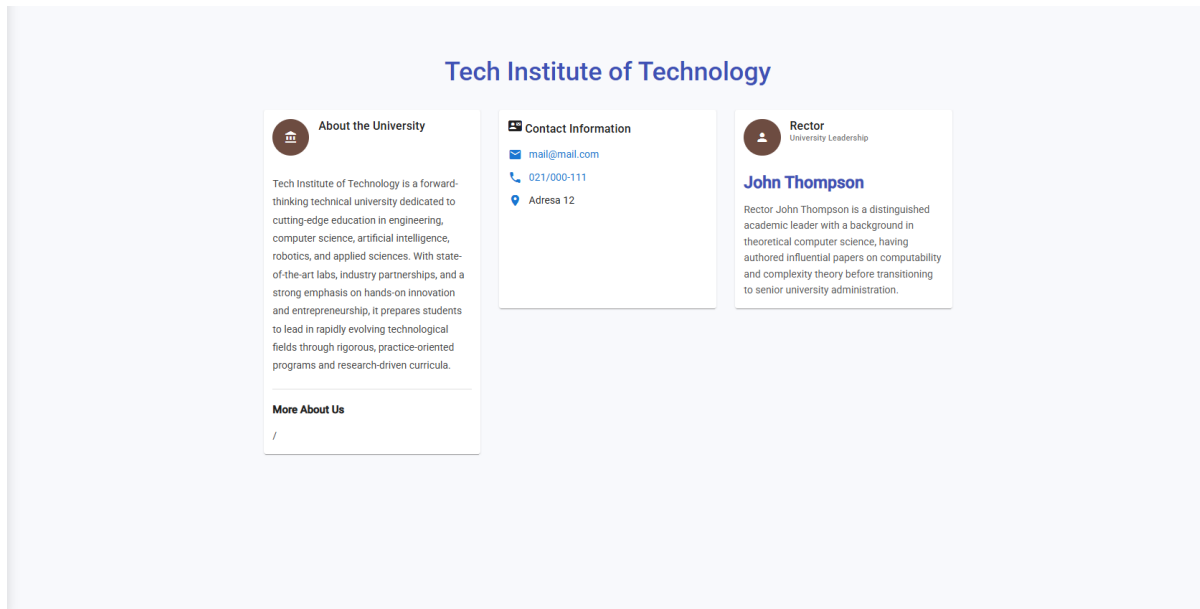 Tech Institute of Technology
About the University
Tech Institute of Technology is a forward-
thinking technical university dedicated to
cutting-edge education in engineering,
computer science, artificial intelligence,
robotics, and applied sciences. With state-
of-the-art labs, industry partnerships, and a
strong emphasis on hands-on innovation
and entrepreneurship, it prepares students
to lead in rapidly evolving technological
fields through rigorous, practice-oriented
programs and research-driven curricula.
More About Us
/
Contact Information
mail@mail.com
021/000-111
Adresa 12
Rector
University Leadership
John Thompson
Rector John Thompson is a distinguished
academic leader with a background in
theoretical computer science, having
authored influential papers on computability
and complexity theory before transitioning
to senior university administration.